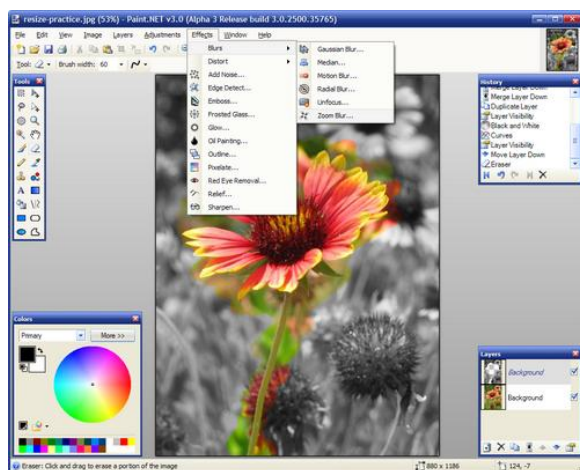 resize-practice.jpg (53%) - Paint.NET v3.0 (Alpha 3 Release build 3.0.2500.35765)
File Edit View Image Layers Adjustments Effects Window Help
Tool: Brush width: 60
Blurs
Distort
Add Noise...
Edge Detect...
Emboss...
Frosted Glass...
Glow...
Oil Painting...
Outline...
Pixelate...
Red Eye Removal...
Relief...
Sharpen...
Gaussian Blur...
Median...
Motion Blur...
Radial Blur...
Unfocus...
Zoom Blur...
Tools
History
Merge Layer Down
Merge Layer Down
Duplicate Layer
Layer Visibility
Black and White
Curves
Layer Visibility
Move Layer Down
Eraser
Colors
Primary
More >>
Layers
Background
Background
Eraser: Click and drag to erase a portion of the image
880 x 1186
124, -7